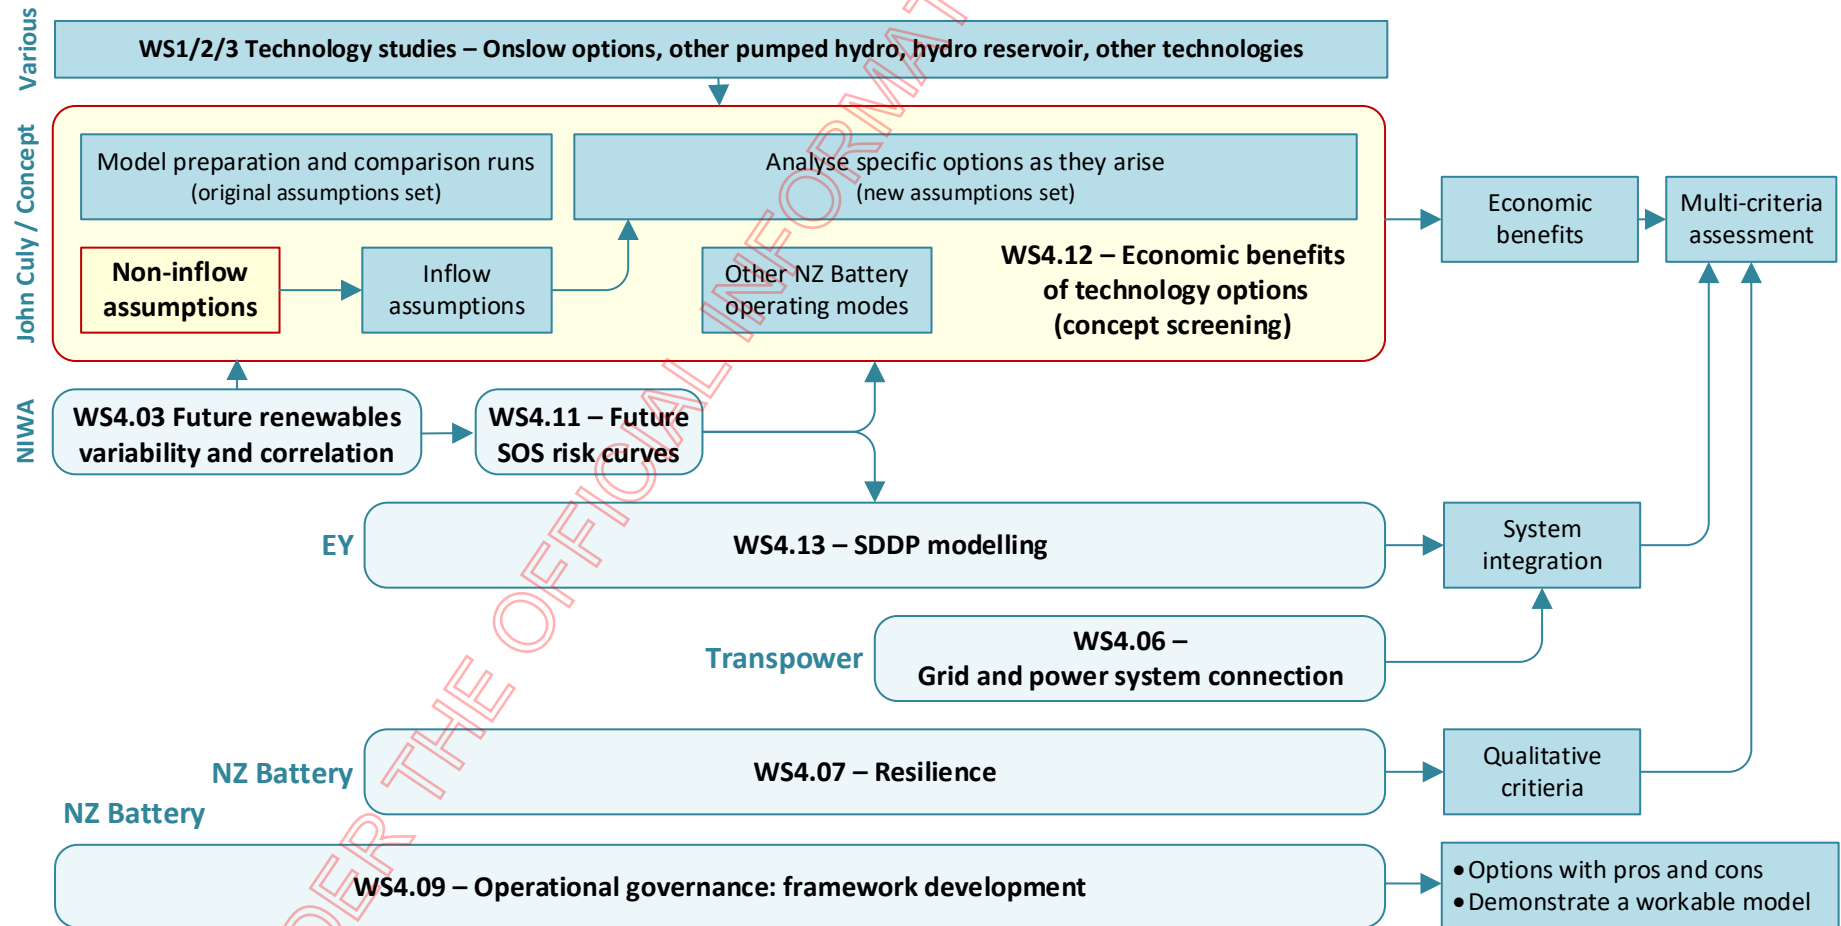 Various
WS1/2/3 Technology studies – Onslow options, other pumped hydro, hydro reservoir, other technologies
John Culy / Concept
Model preparation and comparison runs
(original assumptions set)
Analyse specific options as they arise
(new assumptions set)
Economic
benefits
Multi-criteria
assessment
Non-inflow
assumptions
Inflow
assumptions
Other NZ Battery
operating modes
WS4.12 – Economic benefits
of technology options
(concept screening)
NIWA
WS4.03 Future renewables
variability and correlation
WS4.11 – Future
SOS risk curves
EY
WS4.13 – SDDP modelling
System
integration
Transpower
WS4.06 –
Grid and power system connection
NZ Battery
WS4.07 – Resilience
Qualitative
critieria
NZ Battery
WS4.09 – Operational governance: framework development
• Options with pros and cons
• Demonstrate a workable model
DER THE OFFICIAL INFORMAT